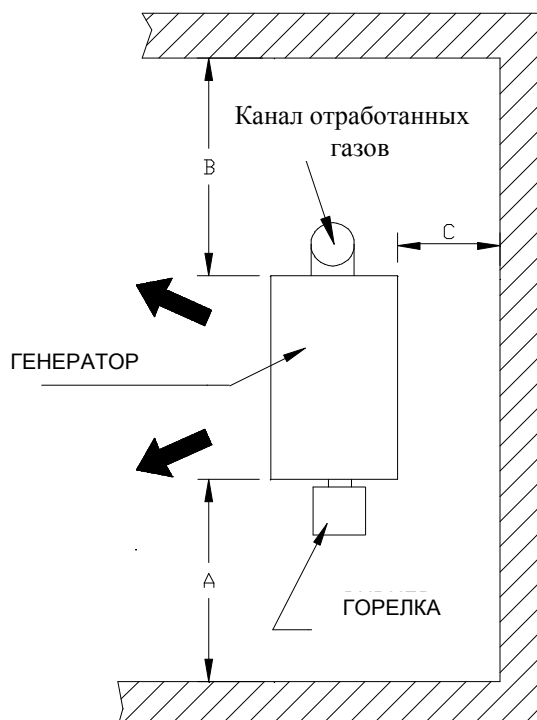 Канал отработанных
газов
B
C
ГЕНЕРАТОР
A
ГОРЕЛКА